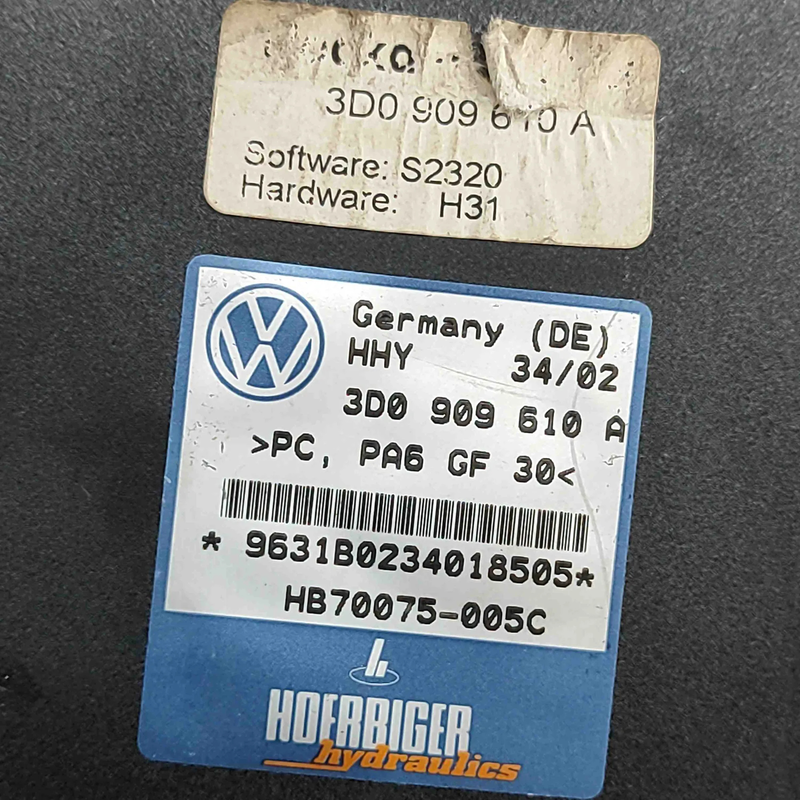 3D0 909 610 A
Software: S2320
Hardware: H31
Germany (DE)
HHY 34/02
3D0 909 610 A
>PC, PA6 GF 30<
* 9631B0234018505*
HB70075-005C
HOERBIGER
hydraulics